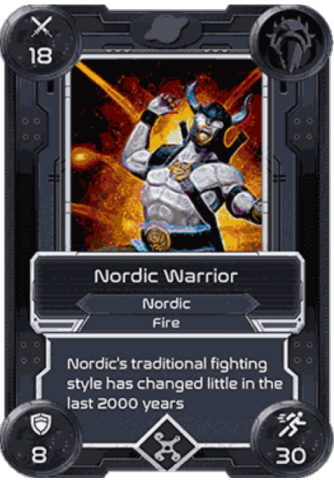 18
Nordic Warrior
Nordic
Fire
Nordic's traditional fighting
style has changed little in the
last 2000 years
8
30